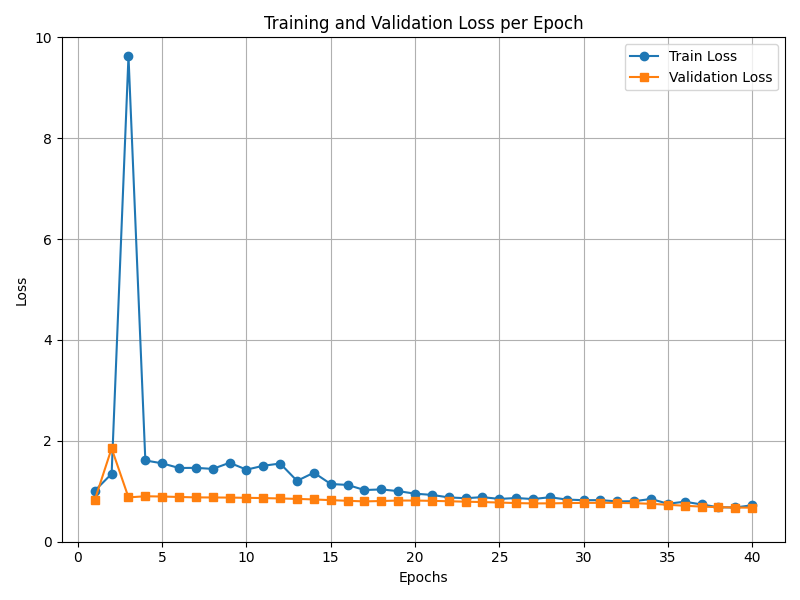 Training and Validation Loss per Epoch
Train Loss
Validation Loss
10
8
6
4
2
0
Loss
0 5 10 15 20 25 30 35 40
Epochs